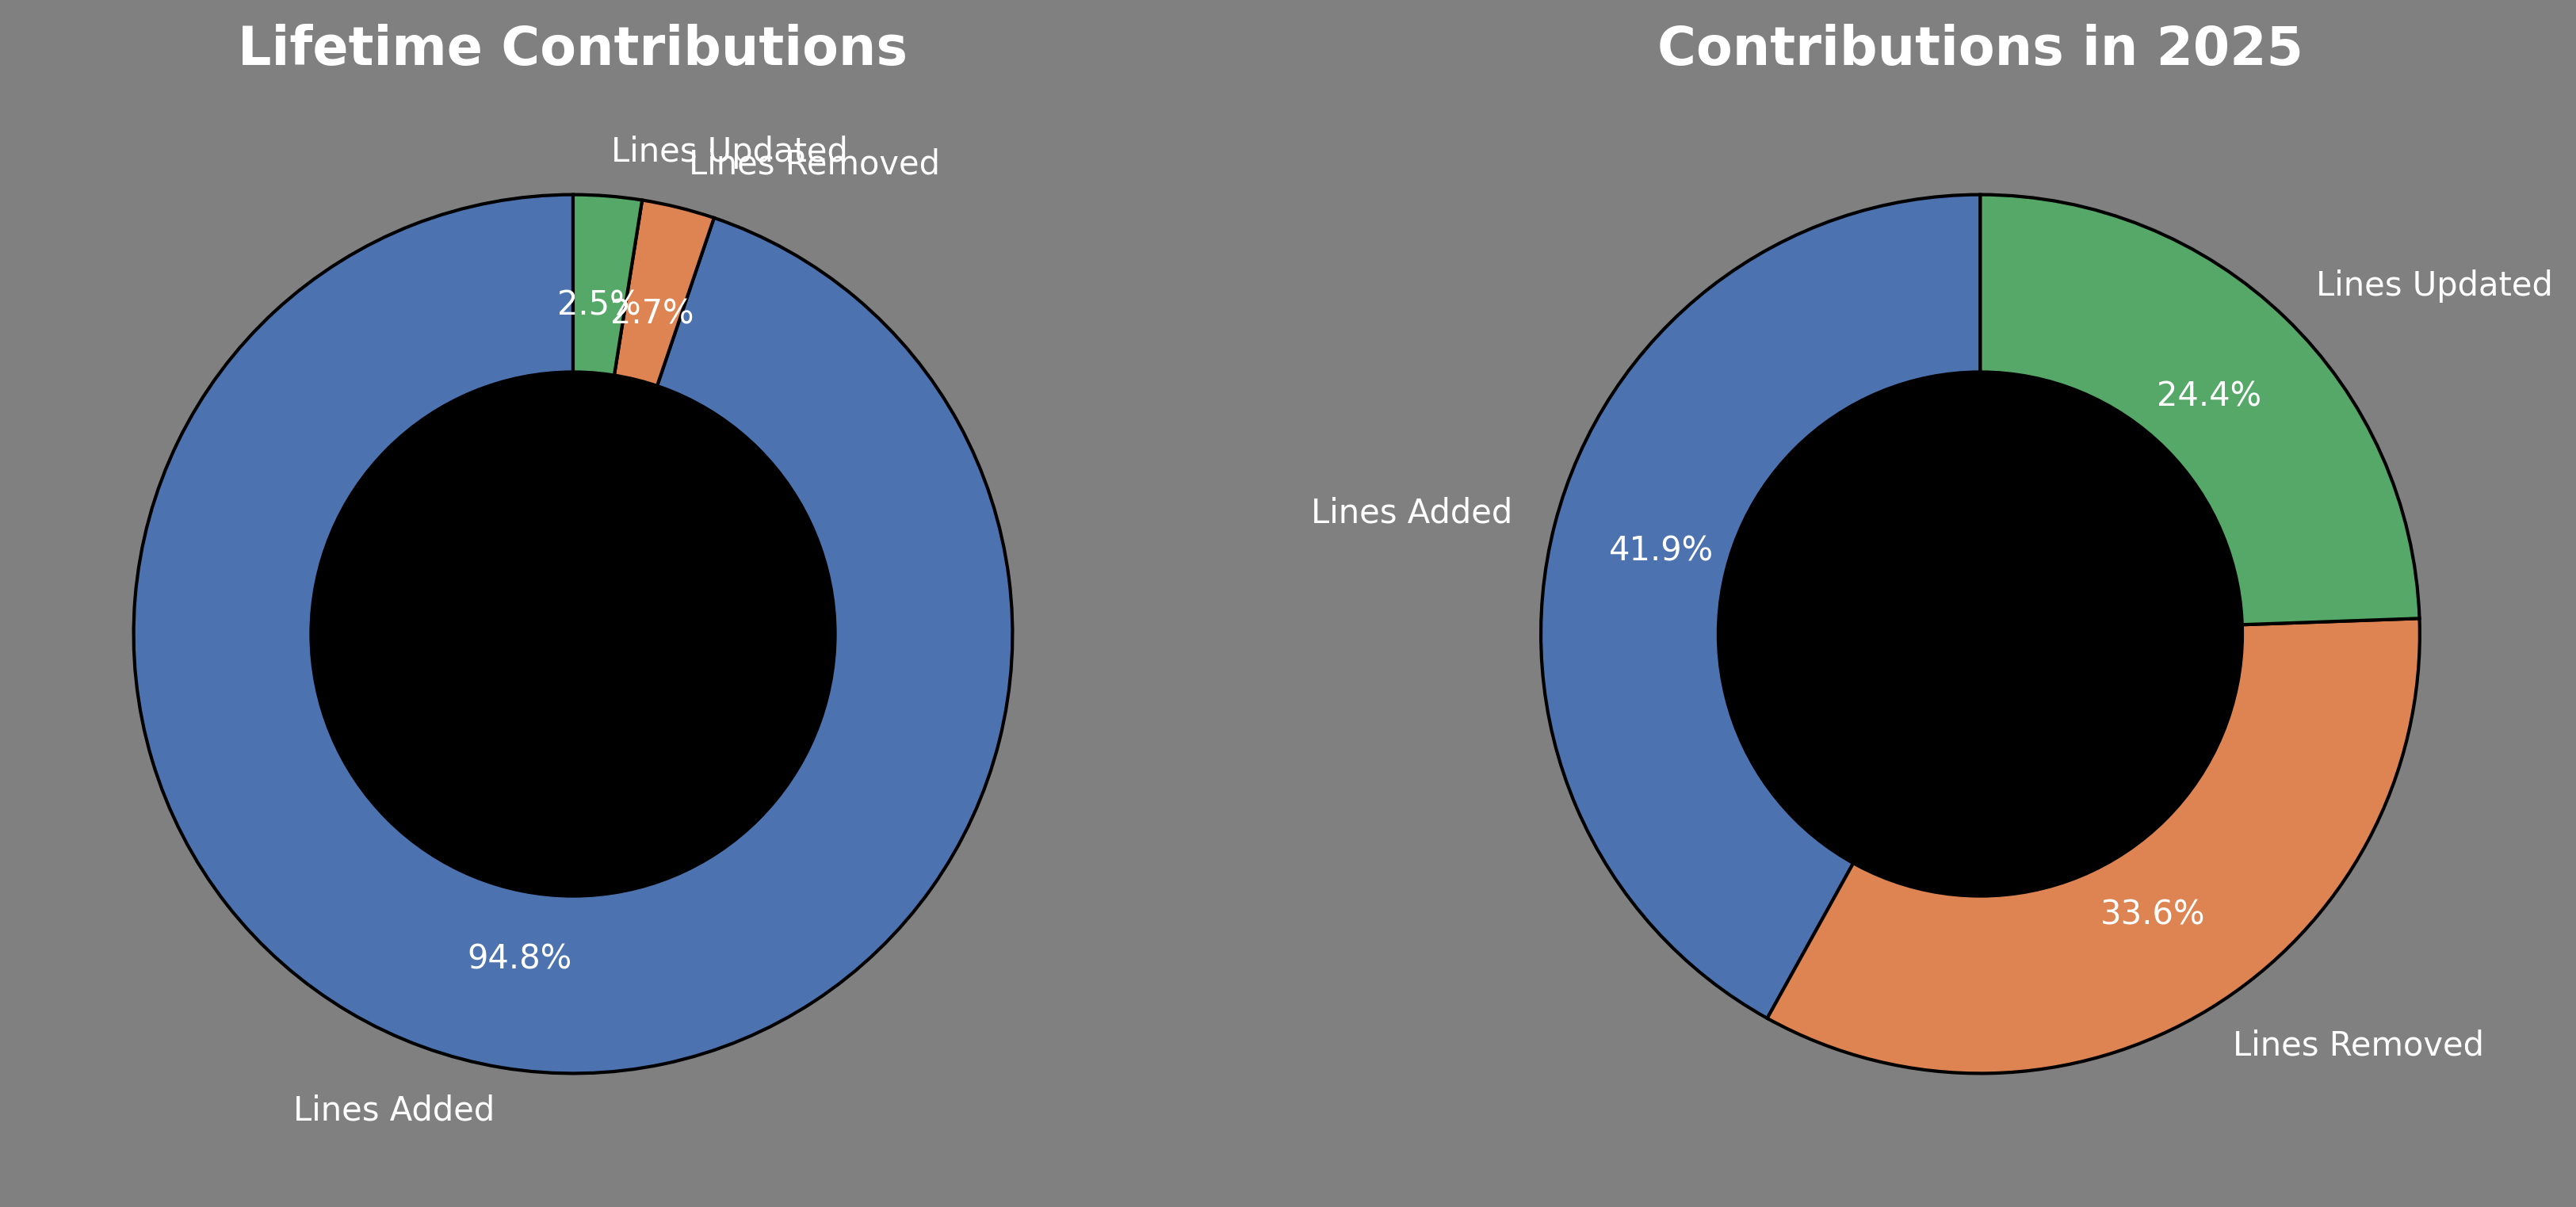 Lifetime Contributions
Lines Updated
Lines Removed
2.5%
2.7%
94.8%
Lines Added
Contributions in 2025
Lines Updated
24.4%
Lines Added
41.9%
33.6%
Lines Removed